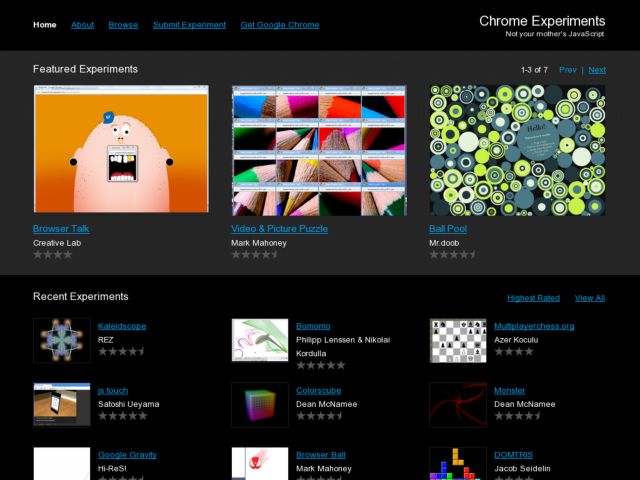 Home About Browse Submit Experiment Get Google Chrome
Chrome Experiments
Not your mother's JavaScript.
Featured Experiments
1-3 of 7 Prev | Next
Hello!
Browser Talk
Creative Lab
Video & Picture Puzzle
Mark Mahoney
Ball Pool
Mr.doob
Recent Experiments
Highest Rated View All
Kaleidscope
REZ
Bomomo
Philipp Lenssen & Nikolai
Kordulla
Multiplayerchess.org
Azer Koculu
js touch
Satoshi Ueyama
Colorscube
Dean McNamee
Monster
Dean McNamee
Google Gravity
Hi-ReS!
Browser Ball
Mark Mahoney
DOMTRIS
Jacob Seidelin